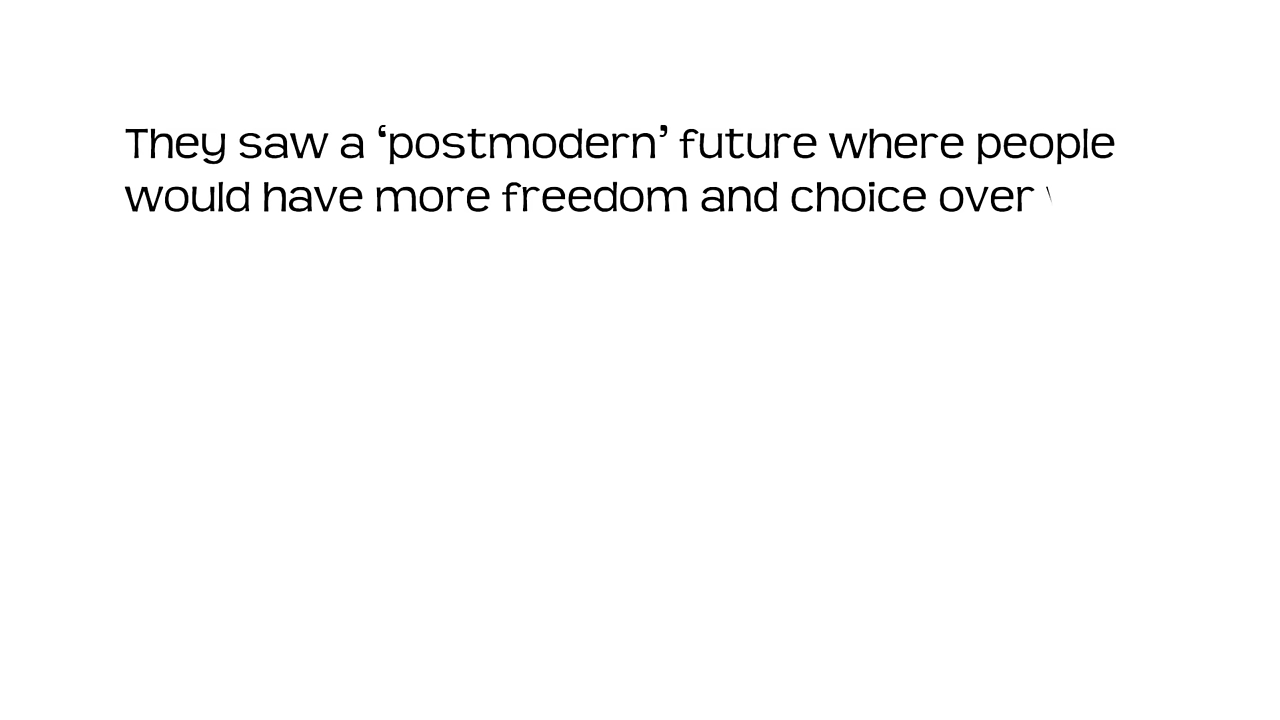 They saw a ‘postmodern’ future where people
would have more freedom and choice over